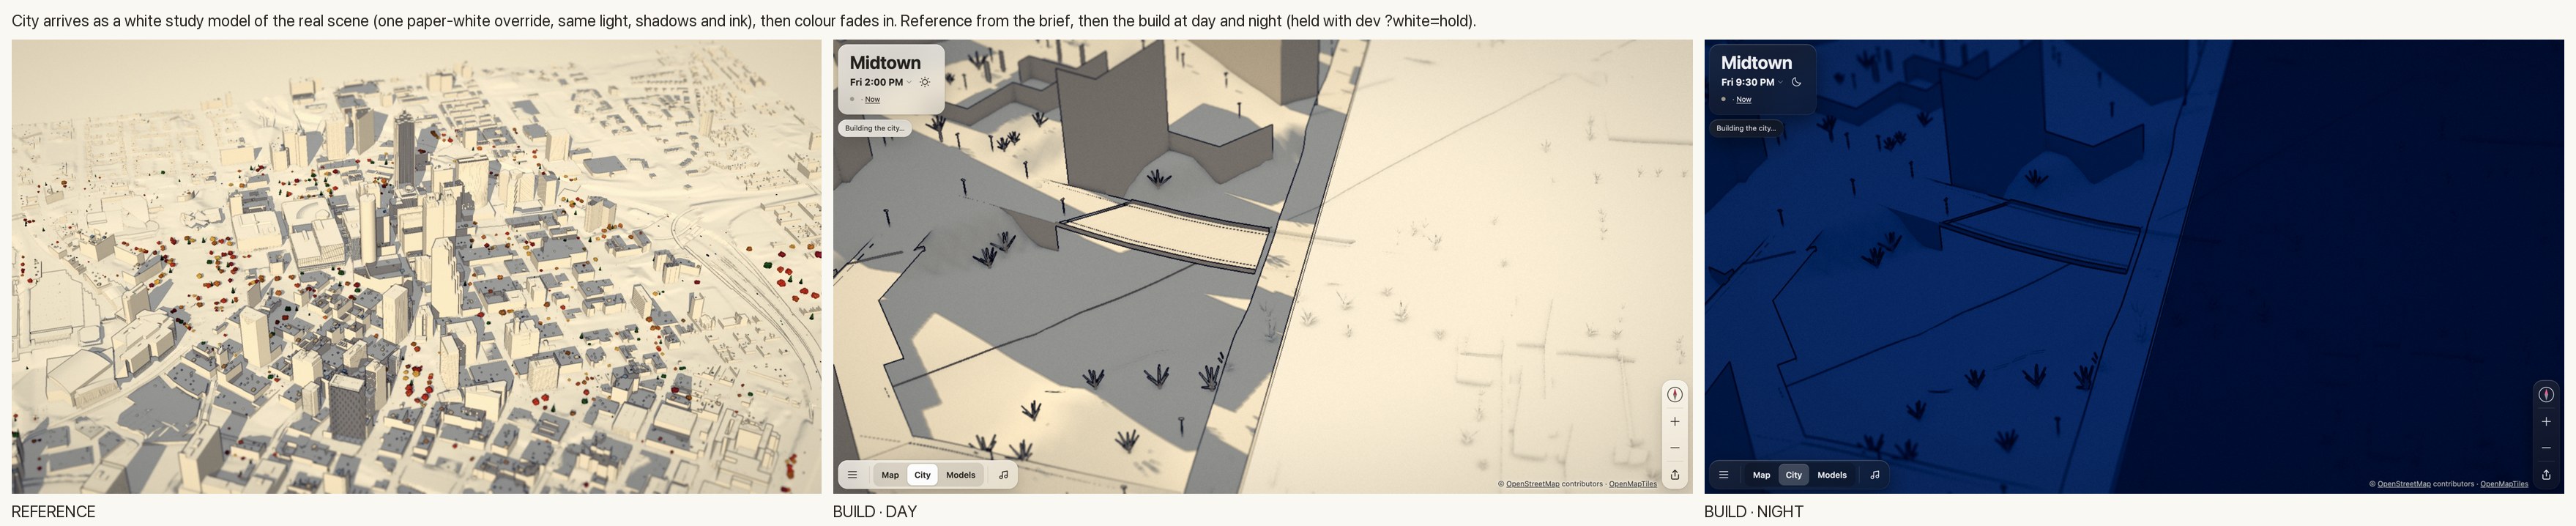 City arrives as a white study model of the real scene (one paper-white override, same light, shadows and ink), then colour fades in. Reference from the brief, then the build at day and night (held with dev ?white=hold).
Midtown
Fri 2:00 PM
· Now
Building the city...
Map City Models
© OpenStreetMap contributors · OpenMapTiles
Midtown
Fri 9:30 PM
· Now
Building the city...
Map City Models
© OpenStreetMap contributors · OpenMapTiles
REFERENCE
BUILD · DAY
BUILD · NIGHT